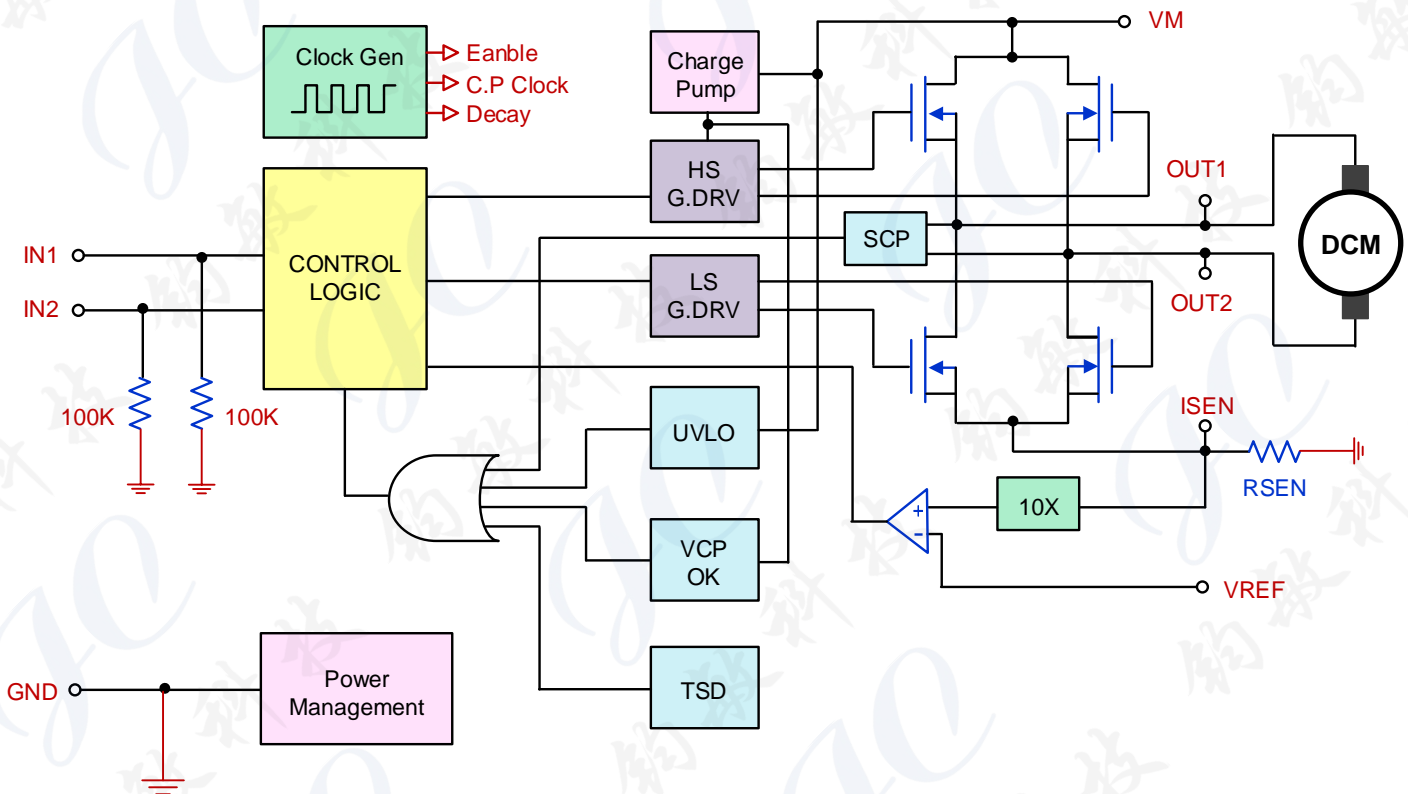 VM
Clock Gen
Eanble
C.P Clock
Decay
Charge
Pump
HS
G.DRV
OUT1
IN1
IN2
CONTROL
LOGIC
SCP
DCM
LS
G.DRV
OUT2
100K
100K
UVLO
ISEN
RSEN
10X
+
-
VCP
OK
VREF
GND
Power
Management
TSD